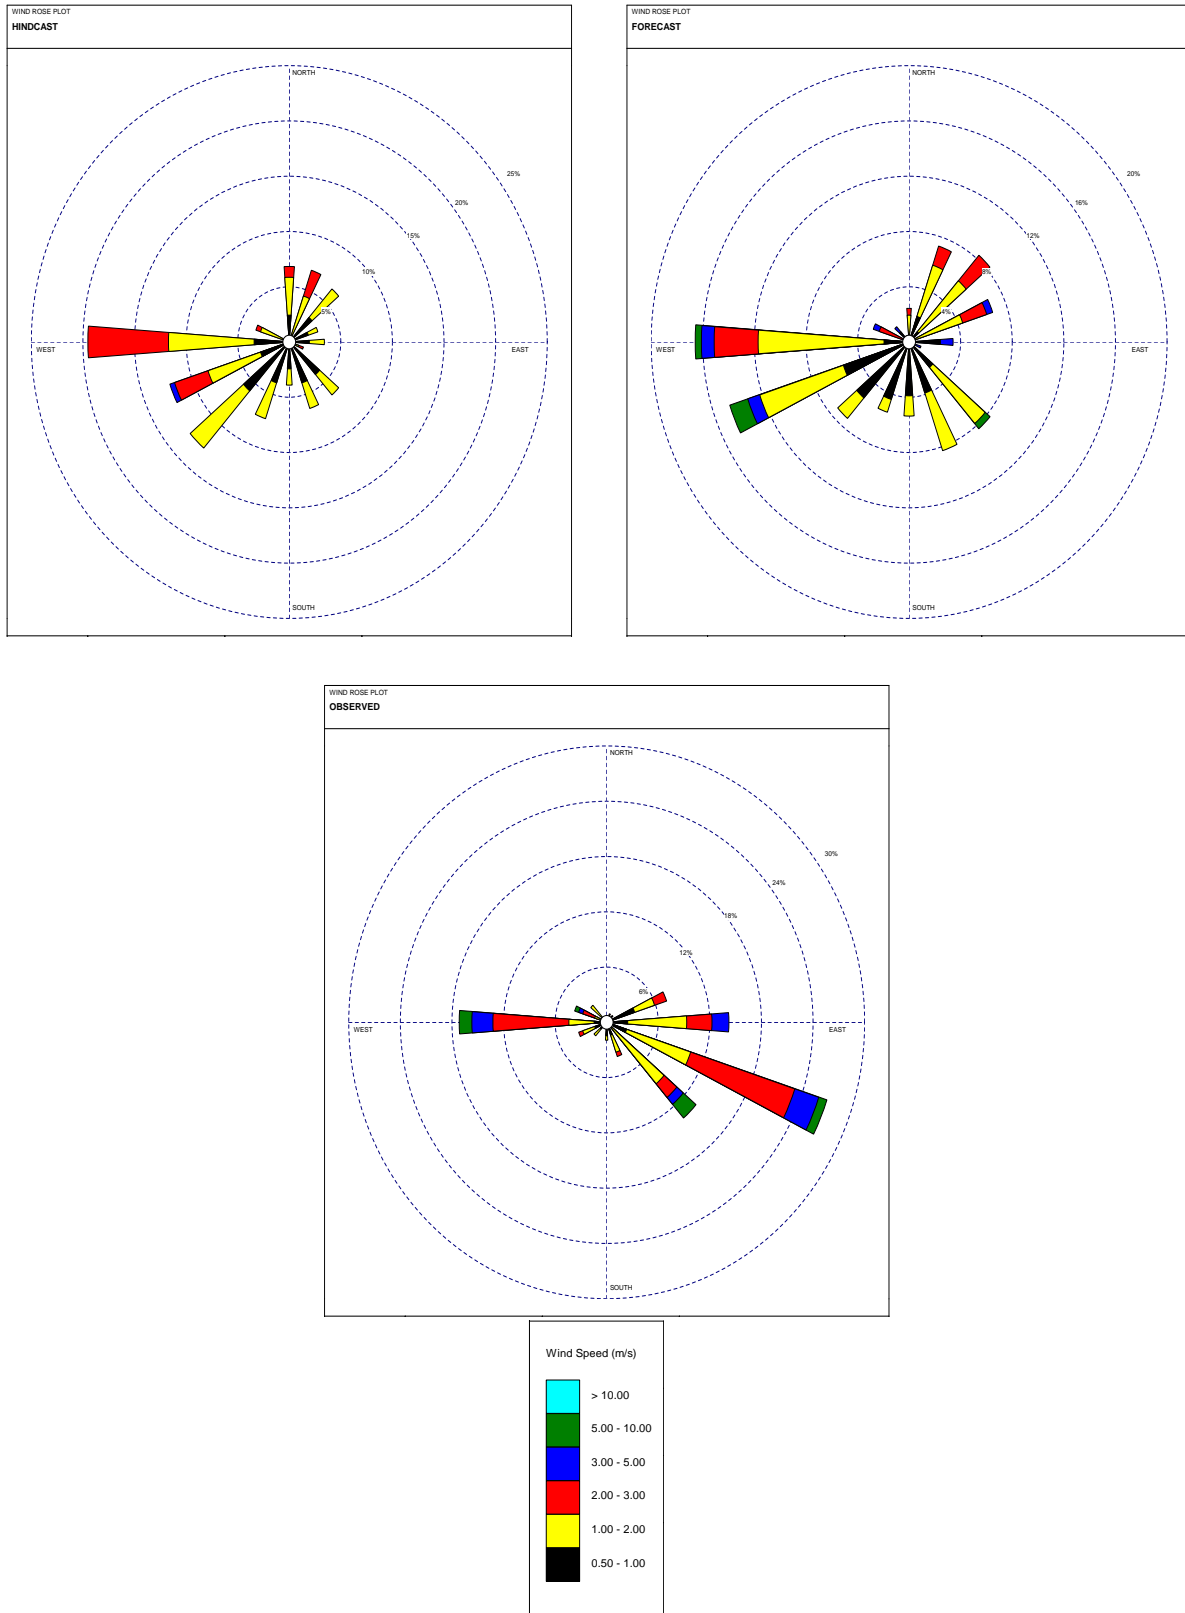 WIND ROSE PLOT
HINDCAST
NORTH
25%
20%
15%
10%
5%
WEST
EAST
SOUTH
WIND ROSE PLOT
FORECAST
NORTH
20%
16%
12%
8%
4%
WEST
EAST
SOUTH
WIND ROSE PLOT
OBSERVED
NORTH
30%
24%
18%
12%
6%
WEST
EAST
SOUTH
Wind Speed (m/s)
> 10.00
5.00 - 10.00
3.00 - 5.00
2.00 - 3.00
1.00 - 2.00
0.50 - 1.00